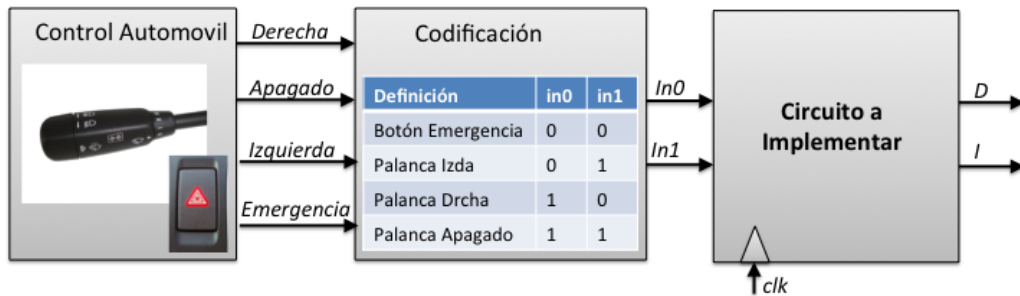 Control Automovil
Derecha
Apagado
Izquierda
Emergencia
Codificación
Definición in0 in1
Botón Emergencia 0 0
Palanca Izda 0 1
Palanca Drcha 1 0
Palanca Apagado 1 1
In0
In1
Circuito a
Implementar
clk
D
I